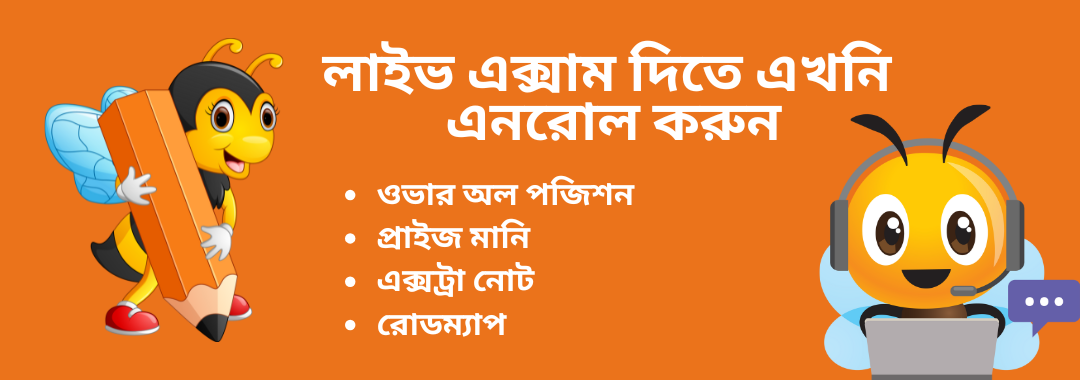 লাইভ এক্সাম দিতে এখনি
এনরোল করুন
• ওভার অল পজিশন
• প্রাইজ মানি
• এক্সট্রা নোট
• রোডম্যাপ